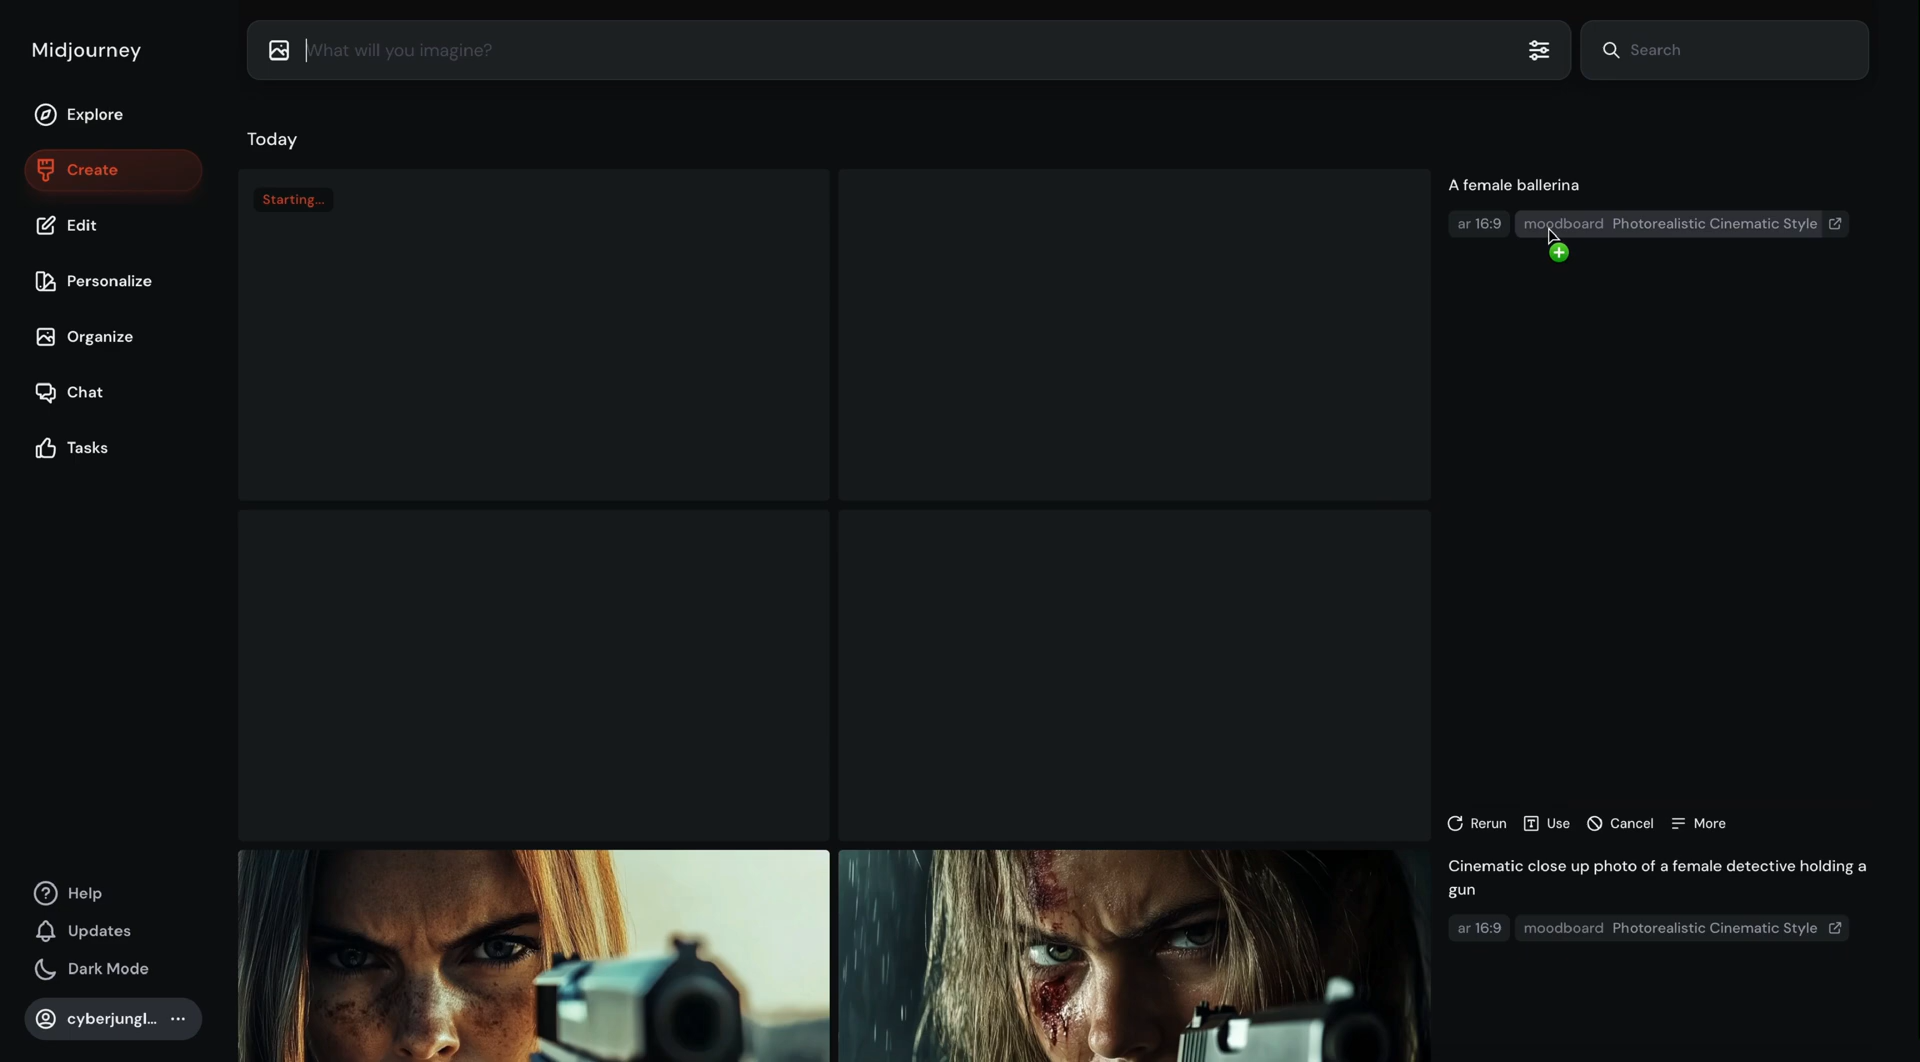 Midjourney
What will you imagine?
Search
Explore
Create
Edit
Personalize
Organize
Chat
Tasks
Today
Starting...
A female ballerina
ar 16:9 moodboard Photorealistic Cinematic Style
Rerun Use Cancel More
Cinematic close up photo of a female detective holding a
gun
ar 16:9 moodboard Photorealistic Cinematic Style
Help
Updates
Dark Mode
cyberjungl... ...